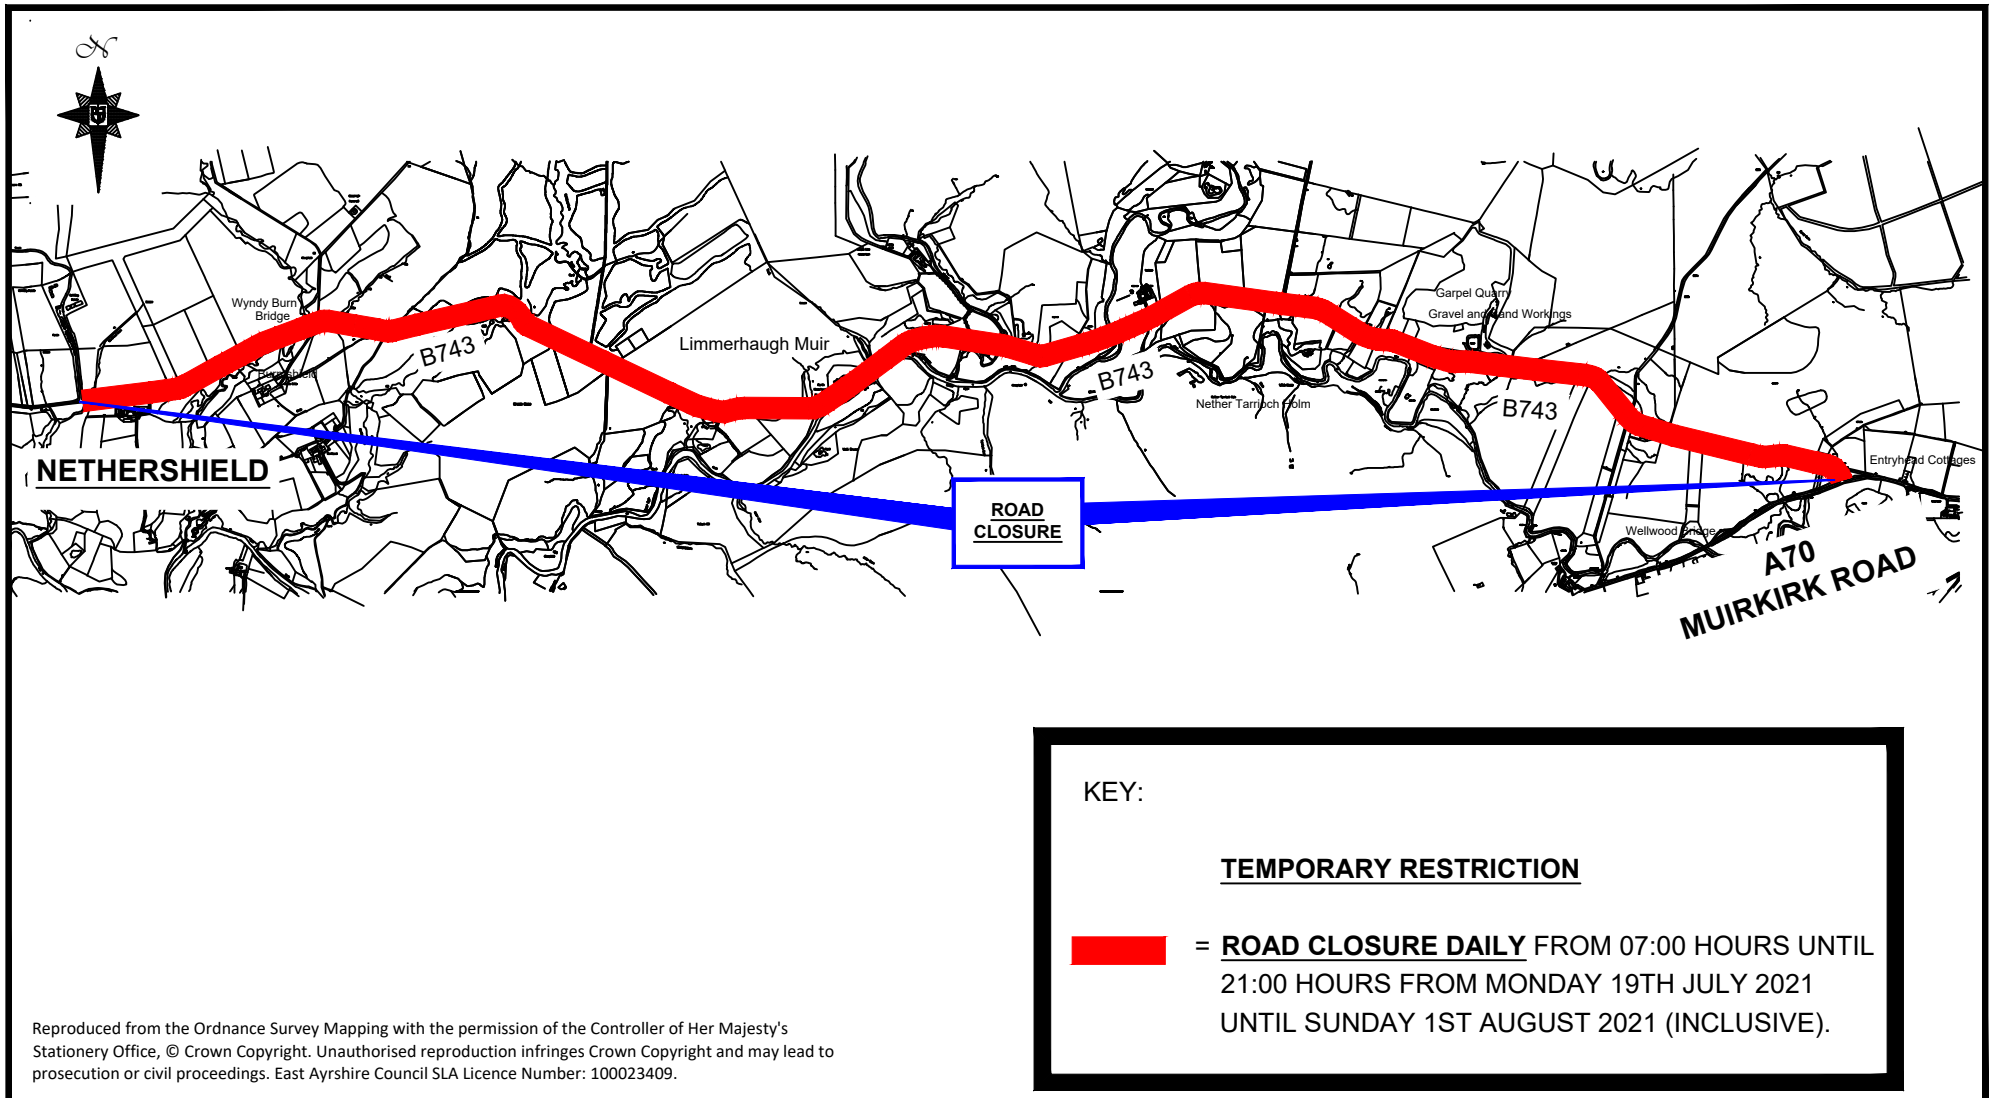 N
Wyndy Burn
Bridge
B743
Limmerhaugh Muir
B743
Nether Tarrioch Holm
Garpel Quarry
Gravel and Sand Workings
B743
Entryhead Cottages
Burnshield
NETHERSHIELD
ROAD
CLOSURE
Wellwood Bridge
A70
MUIRKIRK ROAD
KEY:
TEMPORARY RESTRICTION
= ROAD CLOSURE DAILY FROM 07:00 HOURS UNTIL
21:00 HOURS FROM MONDAY 19TH JULY 2021
UNTIL SUNDAY 1ST AUGUST 2021 (INCLUSIVE).
Reproduced from the Ordnance Survey Mapping with the permission of the Controller of Her Majesty's
Stationery Office, © Crown Copyright. Unauthorised reproduction infringes Crown Copyright and may lead to
prosecution or civil proceedings. East Ayrshire Council SLA Licence Number: 100023409.